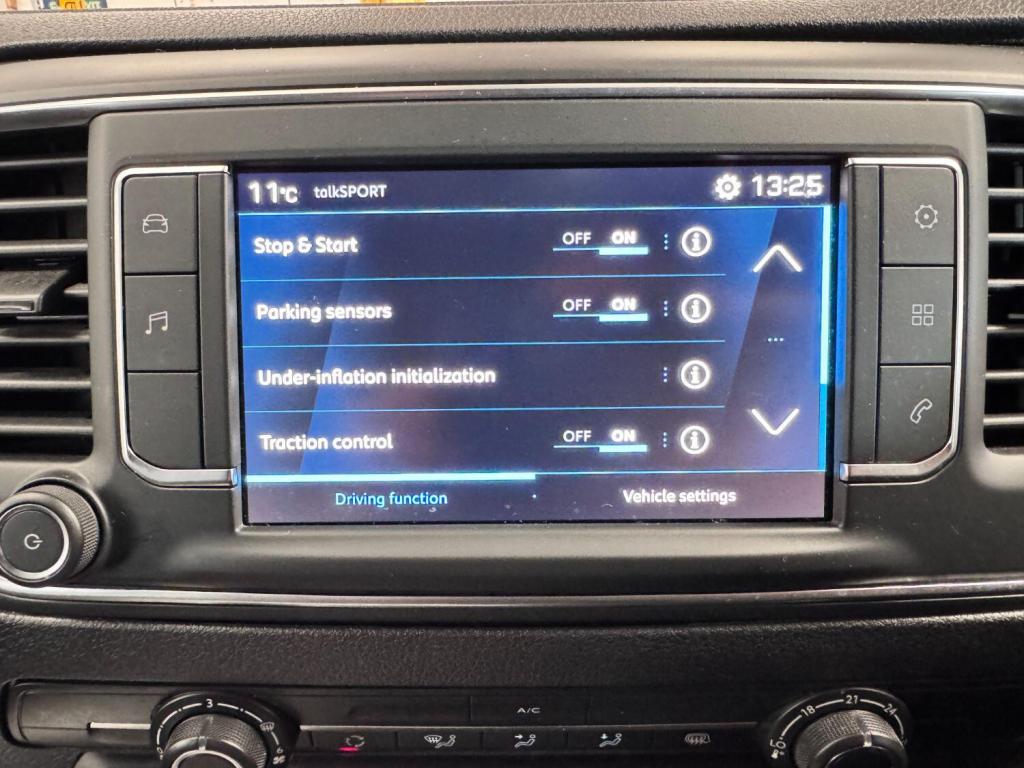 11°C talkSPORT 13:25
Stop & Start OFF ON
Parking sensors OFF ON
Under-inflation initialization
Traction control OFF ON
Driving function Vehicle settings
A/C
3
18 21 24